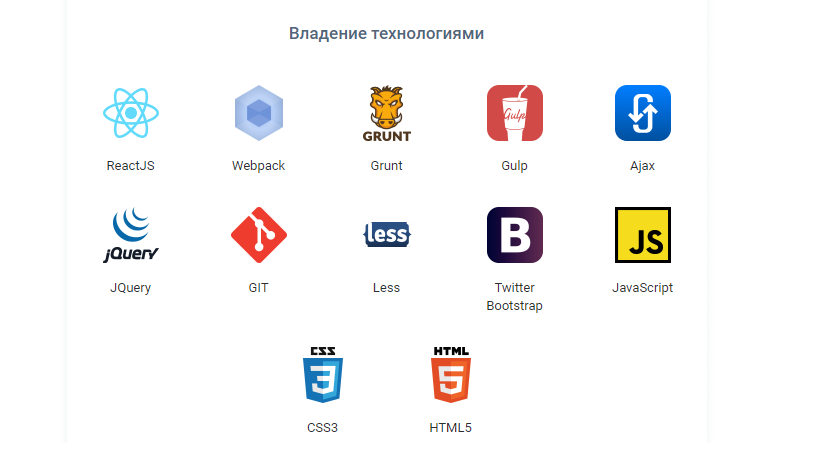 Владение технологиями
GRUNT
Gulp
ReactJS Webpack Grunt Gulp Ajax
jQuery
less
B
JS
JQuery GIT Less Twitter Bootstrap JavaScript
CSS
3
HTML
5
CSS3 HTML5